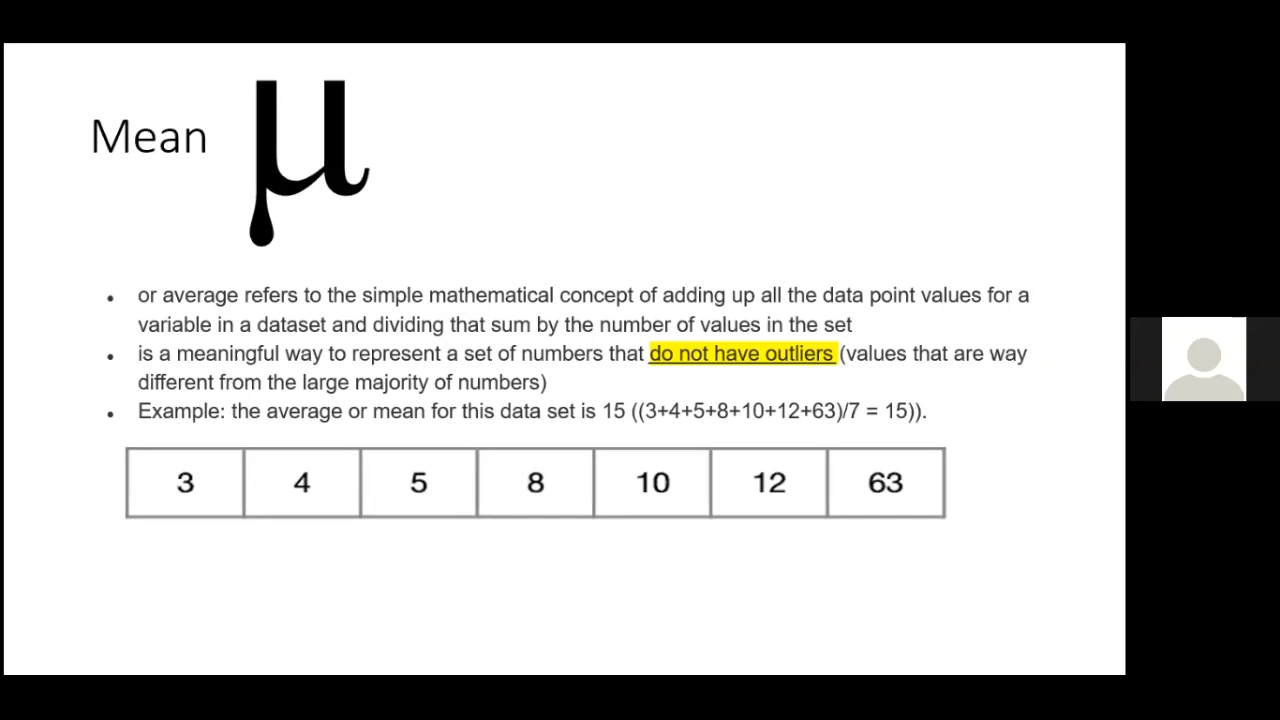 Mean μ
or average refers to the simple mathematical concept of adding up all the data point values for a
variable in a dataset and dividing that sum by the number of values in the set
is a meaningful way to represent a set of numbers that do not have outliers (values that are way
different from the large majority of numbers)
Example: the average or mean for this data set is 15 ((3+4+5+8+10+12+63)/7 = 15)).
3 4 5 8 10 12 63